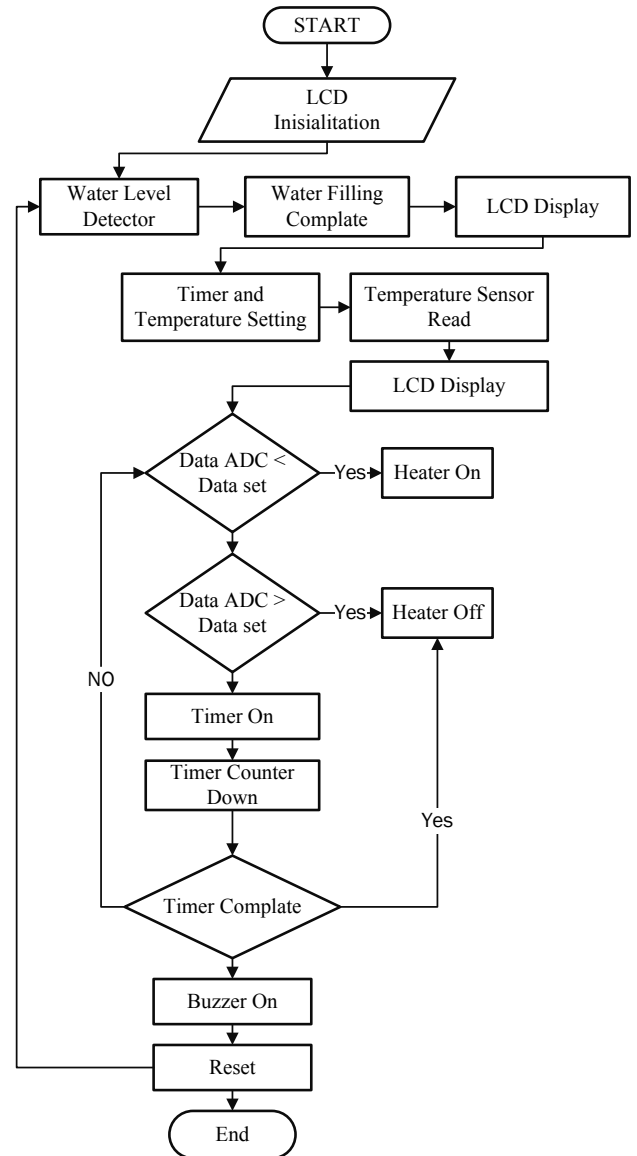 START
LCD
Inisialitation
Water Level
Detector
Water Filling
Complate
LCD Display
Timer and
Temperature Setting
Temperature Sensor
Read
LCD Display
Data ADC <
Data set
Yes
Heater On
Data ADC >
Data set
Yes
Heater Off
NO
Timer On
Timer Counter
Down
Yes
Timer Complate
Buzzer On
Reset
End